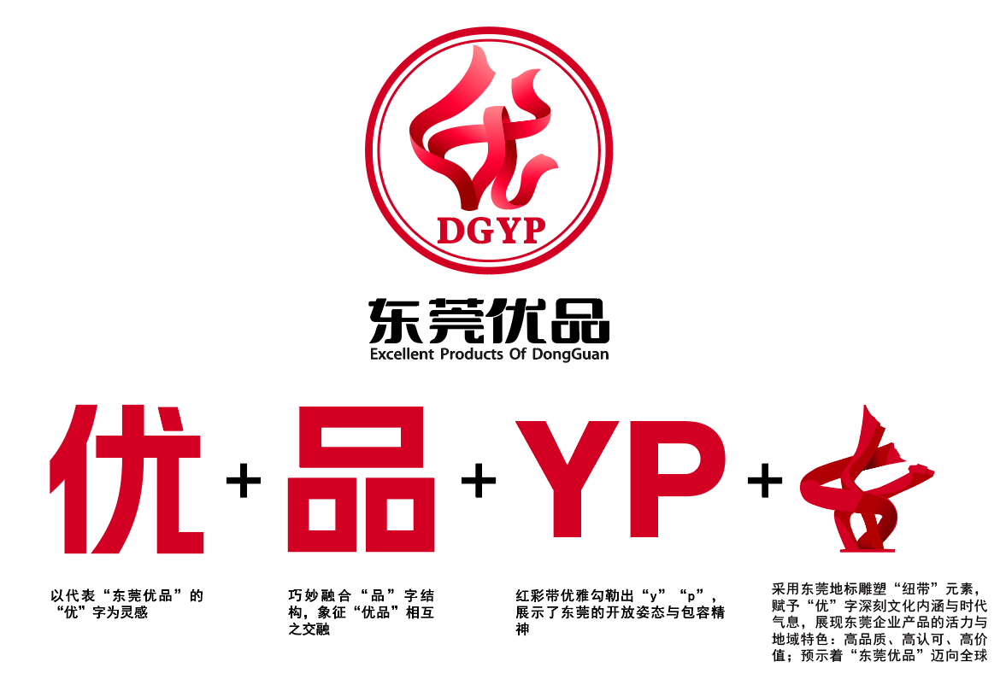 优
DGYP
东莞优品
Excellent Products Of DongGuan
优 + 品 + YP +
以代表“东莞优品”的
“优”字为灵感
巧妙融合“品”字结
构，象征“优品”相互
之交融
红彩带优雅勾勒出“y”“p”，
展示了东莞的开放姿态与包容精
神
采用东莞地标雕塑“纽带”元素，
赋予“优”字深刻文化内涵与时代
气息，展现东莞企业产品的活力与
地域特色：高品质、高认可、高价
值；预示着“东莞优品”迈向全球